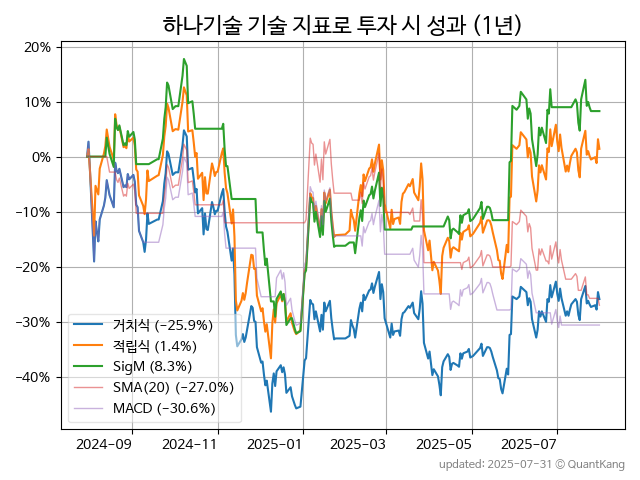 하나기술 기술 지표로 투자 시 성과 (1년)
20%
10%
0%
−10%
−20%
−30%
−40%
거치식 (−25.9%)
적립식 (1.4%)
SigM (8.3%)
SMA(20) (−27.0%)
MACD (−30.6%)
2024−09 2024−11 2025−01 2025−03 2025−05 2025−07
updated: 2025-07-31 © QuantKang